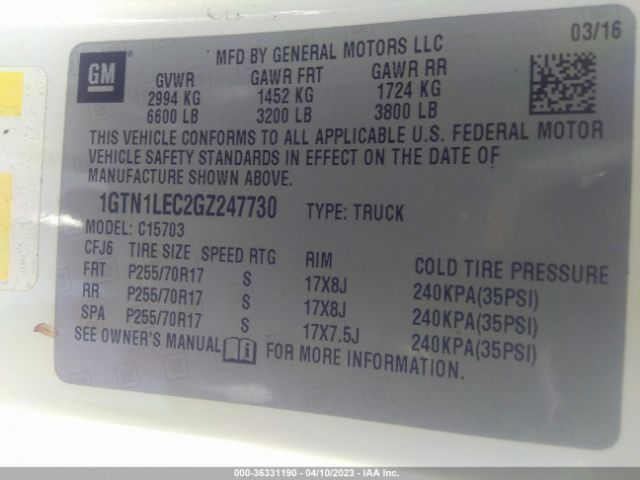 GM
MFD BY GENERAL MOTORS LLC
03/16
GVWR GAWR FRT GAWR RR
2994 KG 1452 KG 1724 KG
6600 LB 3200 LB 3800 LB
THIS VEHICLE CONFORMS TO ALL APPLICABLE U.S. FEDERAL MOTOR
VEHICLE SAFETY STANDARDS IN EFFECT ON THE DATE OF
MANUFACTURE SHOWN ABOVE.
1GTN1LEC2GZ247730 TYPE: TRUCK
MODEL: C15703
CFJ6 TIRE SIZE SPEED RTG RIM COLD TIRE PRESSURE
FRT P255/70R17 S 17X8J 240KPA(35PSI)
RR P255/70R17 S 17X8J 240KPA(35PSI)
SPA P255/70R17 S 17X7.5J 240KPA(35PSI)
SEE OWNER'S MANUAL FOR MORE INFORMATION.
000-36331190 - 04/10/2023 - IAA Inc.